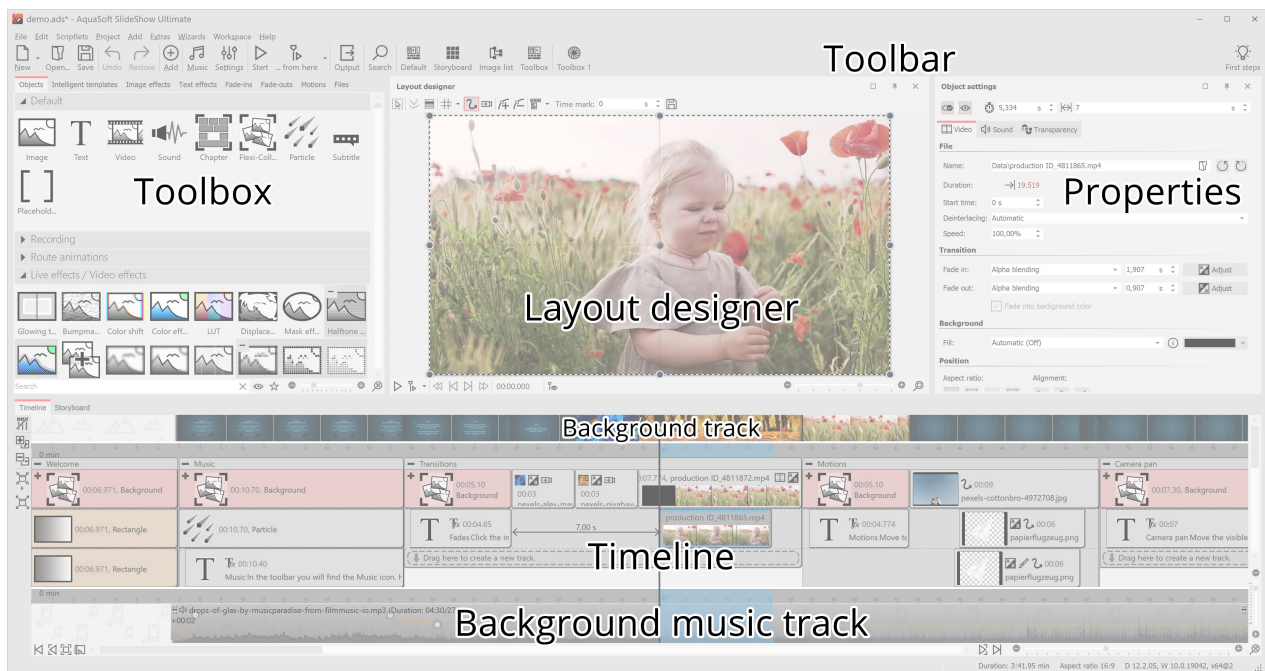 demo.ads* - AquaSoft SlideShow Ultimate
File Edit Scriptlets Project Add Extras Wizards Workspace Help
New Open... Save Undo Restore Add Music Settings Start ... from here Output Search Default Storyboard Image list Toolbox Toolbox 1 First steps
Toolbar
Objects Intelligent templates Image effects Text effects Fade-ins Fade-outs Motions Files
Default
Image Text Video Sound Chapter Flexi-Coll... Particle Subtitle
Placehold...
Toolbox
Recording
Route animations
Live effects / Video effects
Glowing t... Bumpma... Color shift Color eff... LUT Displace... Mask eff... Halftone ...
Search
Layout designer
Time mark: 0 s
Layout designer
00:00.000
Object settings
5,334 s 7 s
Video Sound Transparency
File
Name: Data\production ID_4811865.mp4
Duration: 19.519
Properties
Start time: 0 s
Deinterlacing: Automatic
Speed: 100,00%
Transition
Fade in: Alpha blending 1,907 s Adjust
Fade out: Alpha blending 0,907 s Adjust
Fade into background color
Background
Fill: Automatic (Off)
Position
Aspect ratio: Alignment:
Timeline Storyboard
Background track
0 min
Welcome Music Transitions Motions Camera pan
00:06.971, Background
00:10.70, Background
00:05.10
Background
00:03
pexels-alex-ma
00:03
pexels-pixabay
07.774, production ID_4811872.mp4
00:05.10
Background
00:09
pexels-cottonbro-4972708.jpg
00:07.30, Background
00:06.971, Rectangle
00:10.70, Particle
00:04.85
Fades Click the in
7,00 s
production ID_4811865.mp4
00:04.774
Motions Move te
00:06
papierflugzeug.png
00:07
Camera pan Move the visible
Drag here to create a new track.
Drag here to create a new track.
Timeline
00:06.971, Rectangle
00:10.40
Music In the toolbar you will find the Music icon. H
00:06
papierflugzeug.png
0 min
drops-of-glas-by-musicparadise-from-filmmusic-io.mp3 (Duration: 04:30/27
+00:02
Background music track
Duration: 3:41.95 min Aspect ratio 16:9 D 12.2.05, W 10.0.19042, x64@2